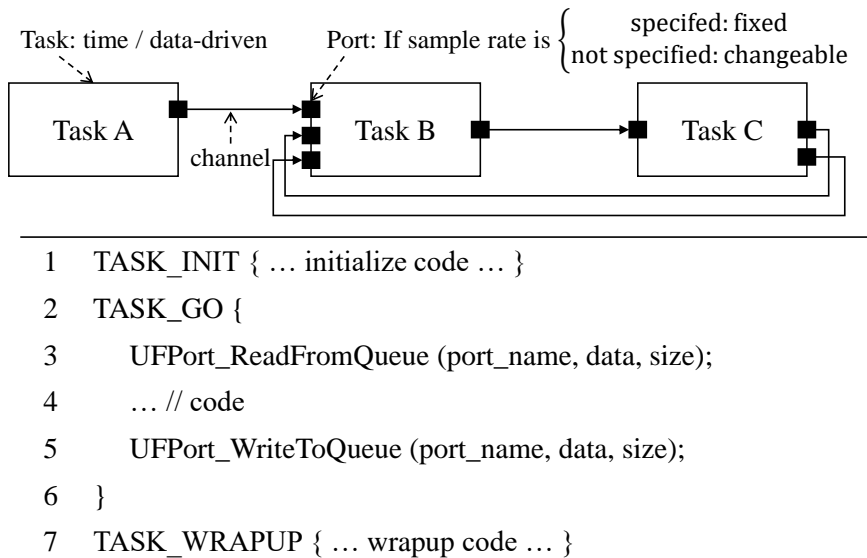 Task: time / data-driven
Port: If sample rate is { specifed: fixed
not specified: changeable
Task A
Task B
Task C
channel
1 TASK_INIT { … initialize code … }
2 TASK_GO {
3 UFPort_ReadFromQueue (port_name, data, size);
4 … // code
5 UFPort_WriteToQueue (port_name, data, size);
6 }
7 TASK_WRAPUP { … wrapup code … }